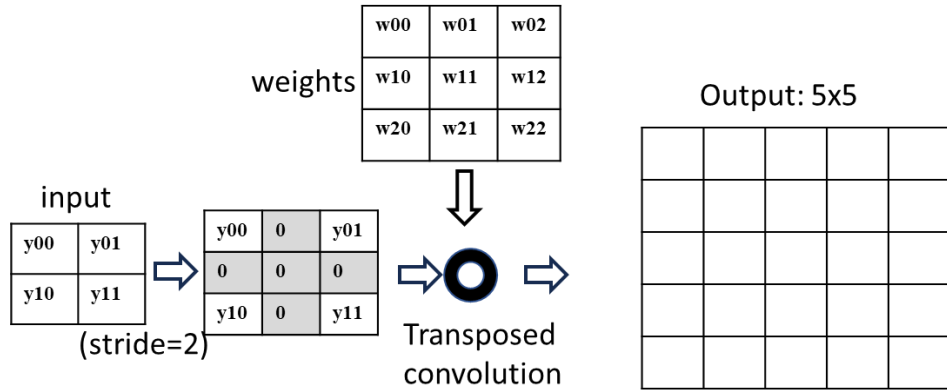 w00 w01 w02
weights
w10 w11 w12
w20 w21 w22
Output: 5x5
input
y00 y01
y10 y11
(stride=2)
y00 0 y01
0 0 0
y10 0 y11
Transposed
convolution